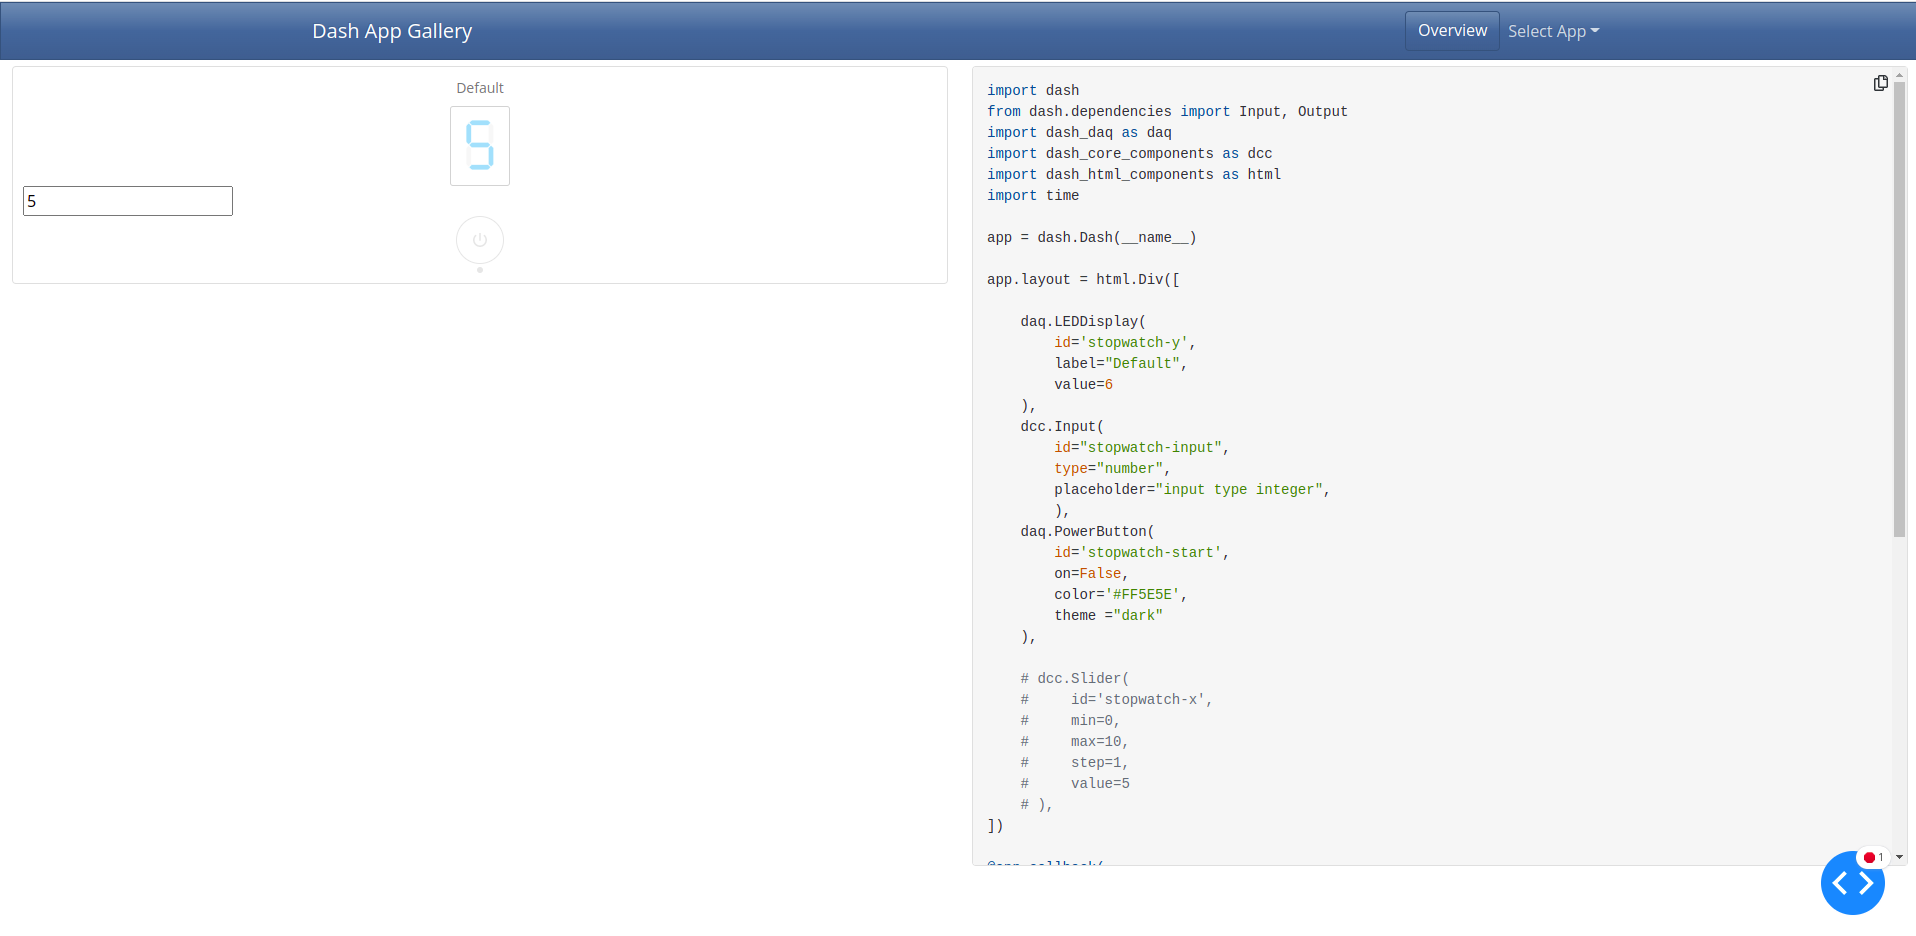 Dash App Gallery
Overview
Select App
Default
5
5
import dash
from dash.dependencies import Input, Output
import dash_daq as daq
import dash_core_components as dcc
import dash_html_components as html
import time
app = dash.Dash(__name__)
app.layout = html.Div([
    daq.LEDDisplay(
        id='stopwatch-y',
        label="Default",
        value=6
    ),
    dcc.Input(
        id="stopwatch-input",
        type="number",
        placeholder="input type integer",
        ),
    daq.PowerButton(
        id='stopwatch-start',
        on=False,
        color='#FF5E5E',
        theme ="dark"
    ),
    # dcc.Slider(
    #     id='stopwatch-x',
    #     min=0,
    #     max=10,
    #     step=1,
    #     value=5
    # ),
])
@app.callback(
1